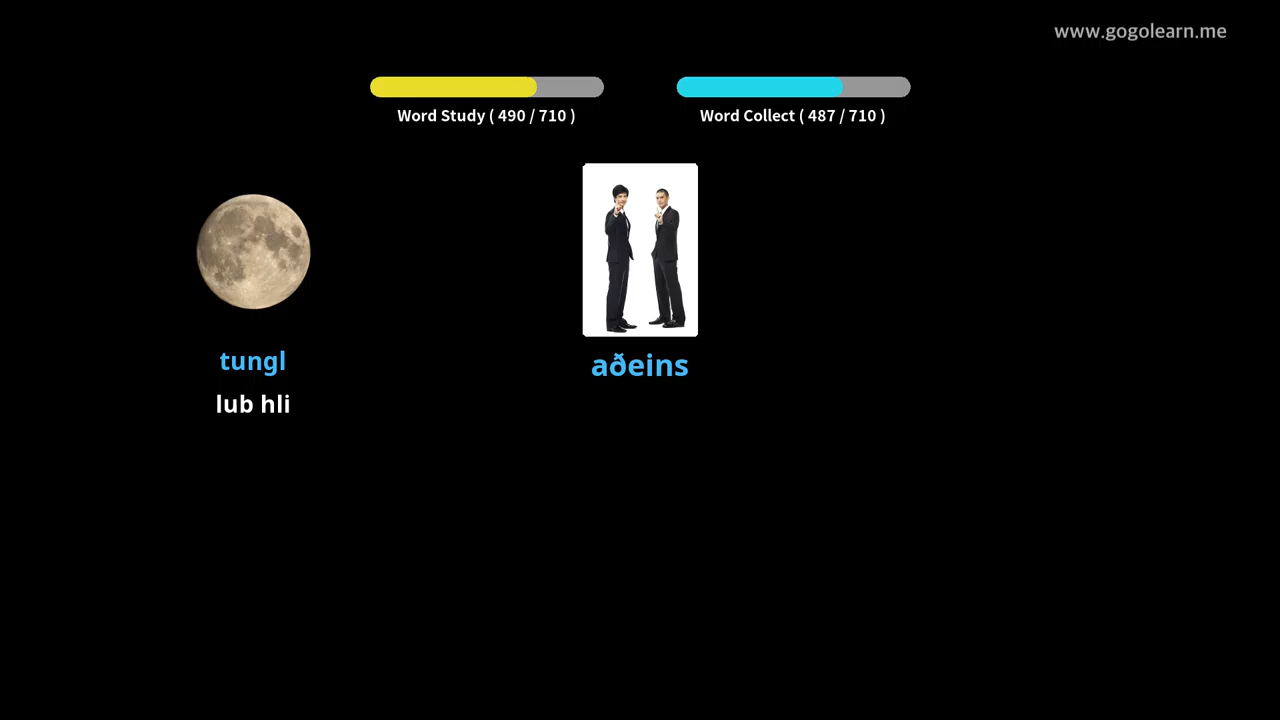 www.gogolearn.me
Word Study ( 490 / 710 )
Word Collect ( 487 / 710 )
tungl
lub hli
aðeins